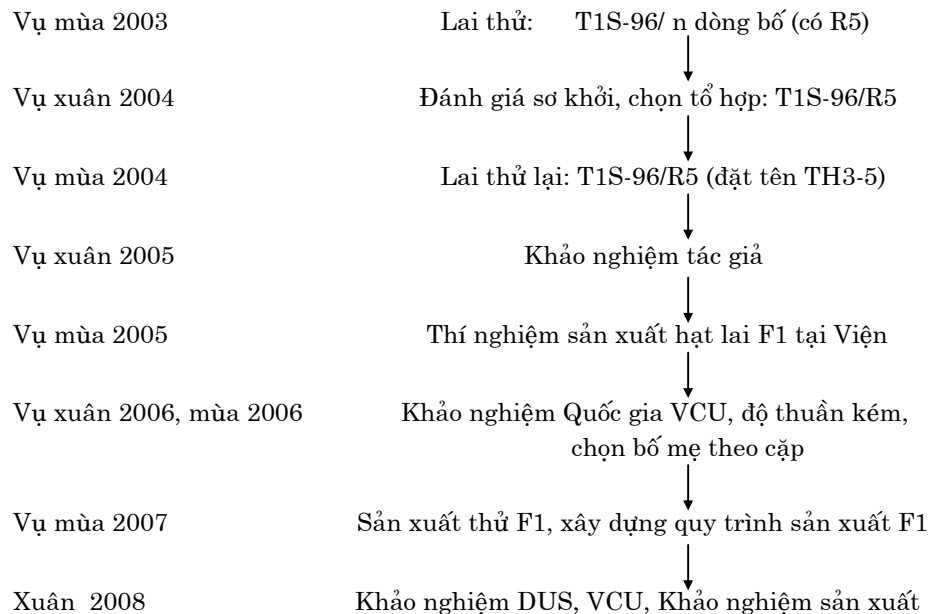 Vụ mùa 2003 Lai thử: T1S-96/ n dòng bố (có R5)
Vụ xuân 2004 Đánh giá sơ khởi, chọn tổ hợp: T1S-96/R5
Vụ mùa 2004 Lai thử lại: T1S-96/R5 (đặt tên TH3-5)
Vụ xuân 2005 Khảo nghiệm tác giả
Vụ mùa 2005 Thí nghiệm sản xuất hạt lai F1 tại Viện
Vụ xuân 2006, mùa 2006 Khảo nghiệm Quốc gia VCU, độ thuần kém,
chọn bố mẹ theo cặp
Vụ mùa 2007 Sản xuất thử F1, xây dựng quy trình sản xuất F1
Xuân 2008 Khảo nghiệm DUS, VCU, Khảo nghiệm sản xuất